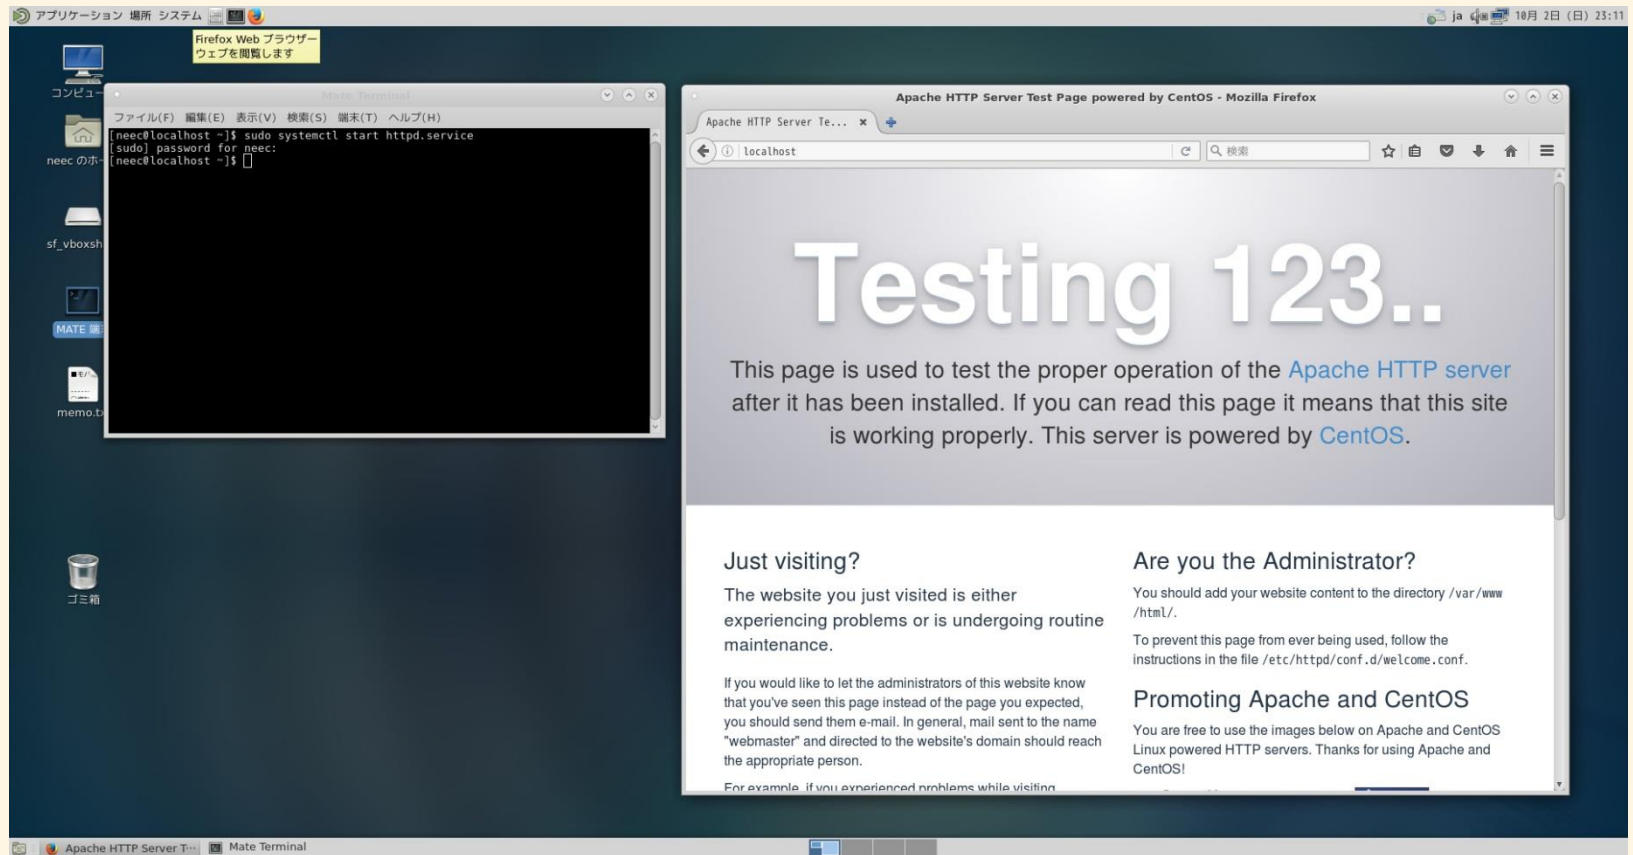 アプリケーション 場所 システム
ja 10月 2日 (日) 23:11
Firefox Web ブラウザー
ウェブを閲覧します
コンピュー
neec のホ
sf_vboxsh
MATE 端
memo.t
ゴミ箱
Mate Terminal
ファイル(F) 編集(E) 表示(V) 検索(S) 端末(T) ヘルプ(H)
[neec@localhost ~]$ sudo systemctl start httpd.service
[sudo] password for neec:
[neec@localhost ~]$
Apache HTTP Server Test Page powered by CentOS - Mozilla Firefox
Apache HTTP Server Te...
localhost
検索
Testing 123..
This page is used to test the proper operation of the Apache HTTP server
after it has been installed. If you can read this page it means that this site
is working properly. This server is powered by CentOS.
Just visiting?
The website you just visited is either
experiencing problems or is undergoing routine
maintenance.
If you would like to let the administrators of this website know
that you've seen this page instead of the page you expected,
you should send them e-mail. In general, mail sent to the name
"webmaster" and directed to the website's domain should reach
the appropriate person.
For example, if you experienced problems while visiting
Are you the Administrator?
You should add your website content to the directory /var/www
/html/.
To prevent this page from ever being used, follow the
instructions in the file /etc/httpd/conf.d/welcome.conf.
Promoting Apache and CentOS
You are free to use the images below on Apache and CentOS
Linux powered HTTP servers. Thanks for using Apache and
CentOS!
Apache HTTP Server T…
Mate Terminal